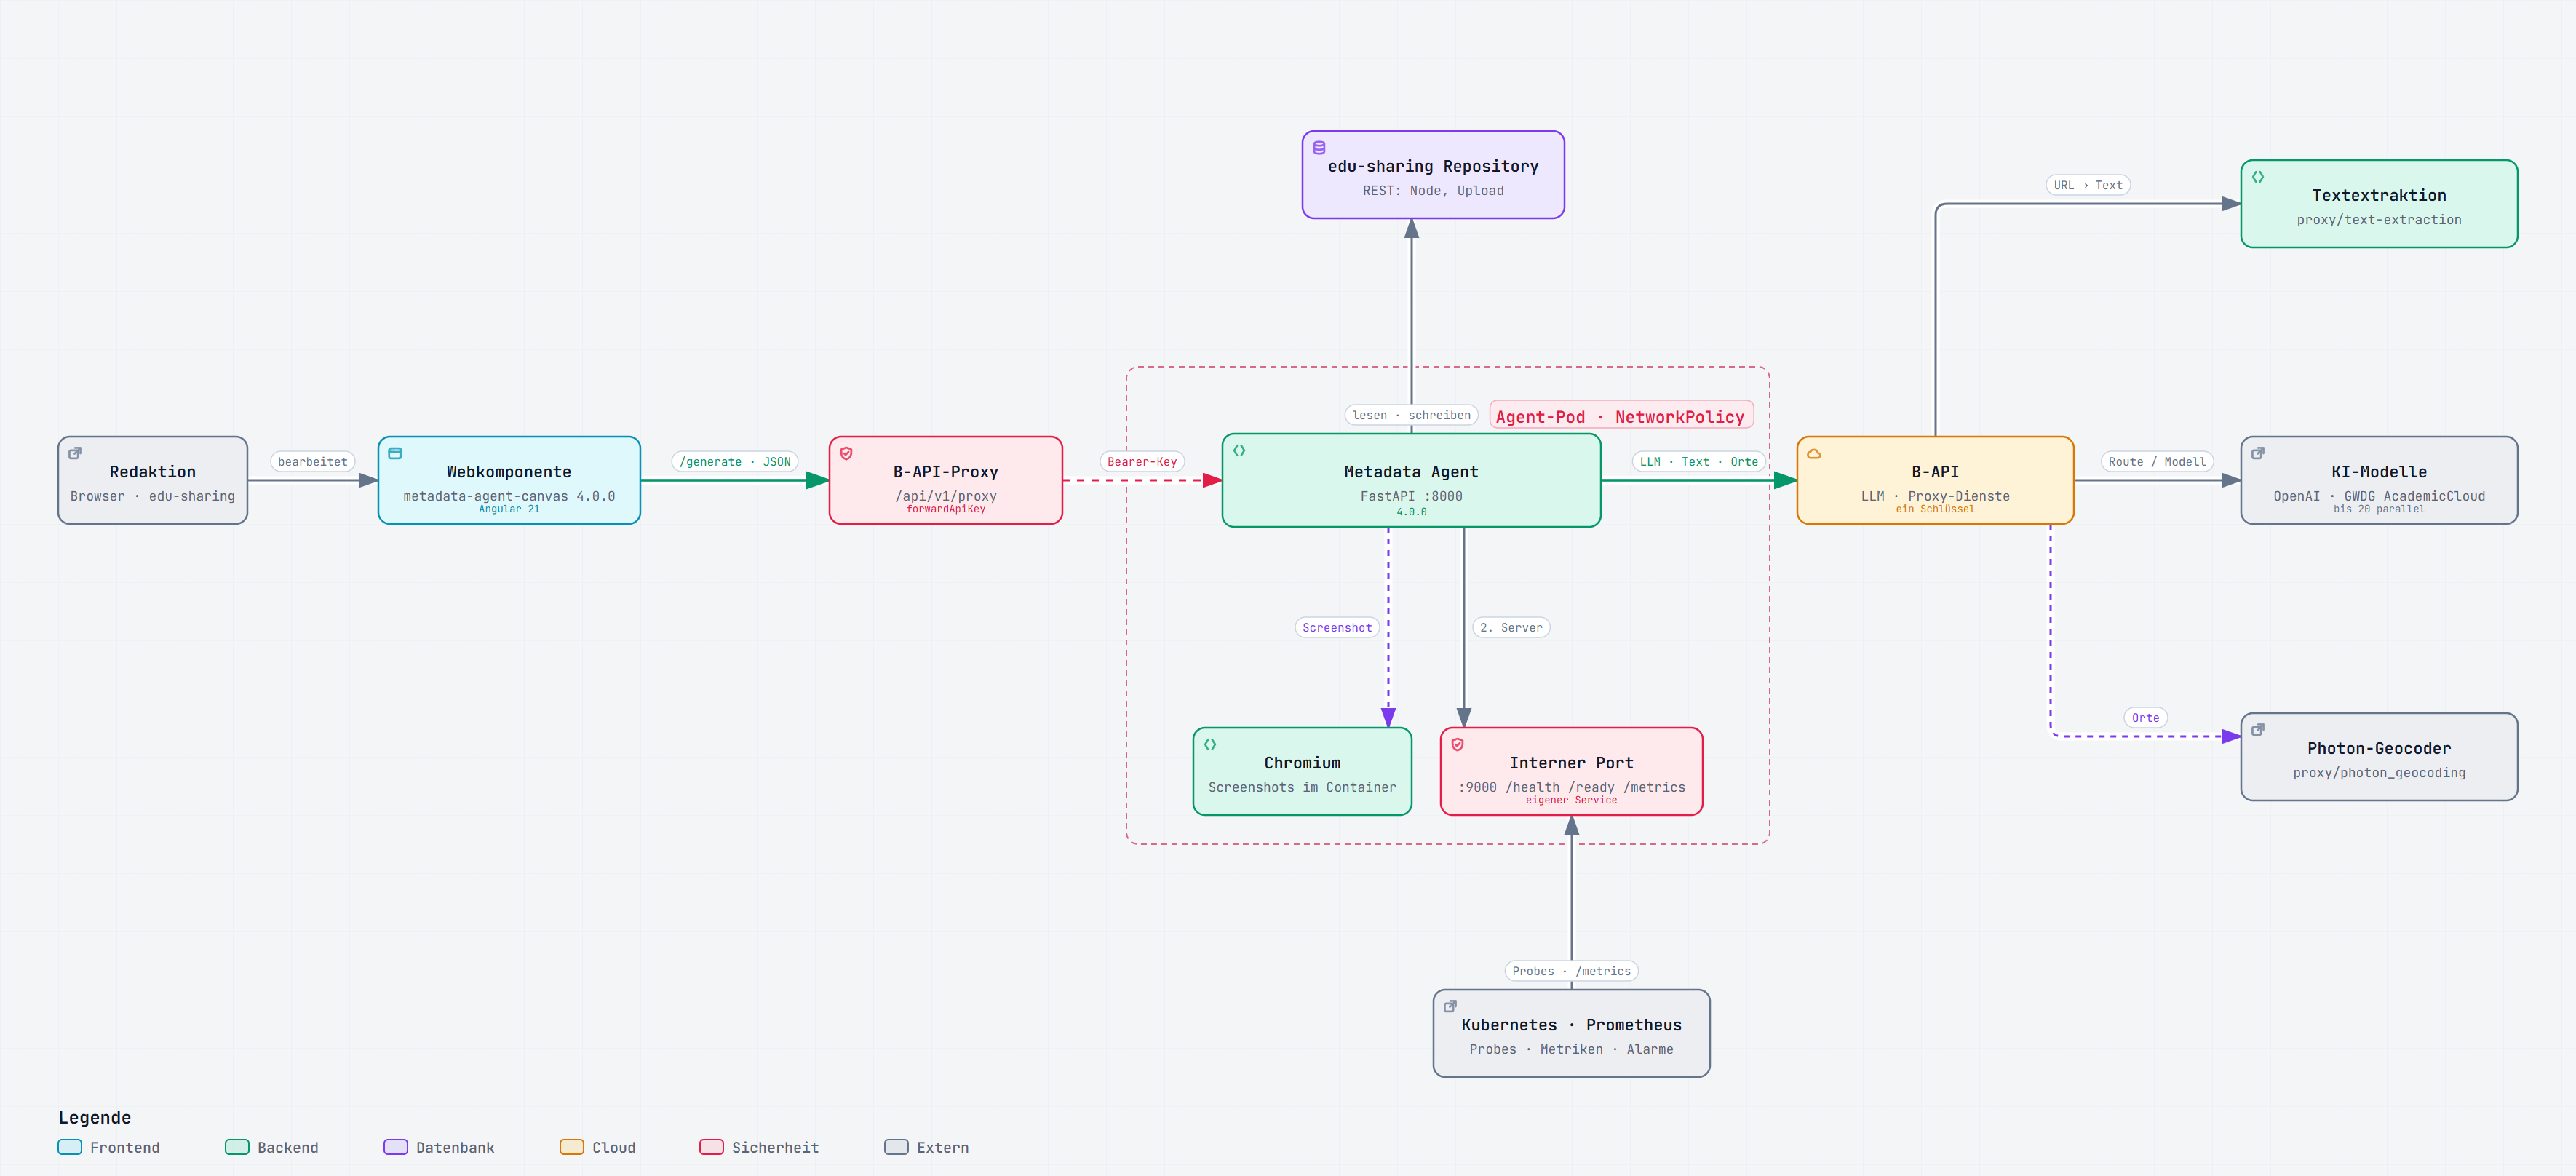 edu-sharing Repository
REST: Node, Upload
URL → Text
Textextraktion
proxy/text-extraction
lesen · schreiben
Agent-Pod · NetworkPolicy
Redaktion
Browser · edu-sharing
bearbeitet
Webkomponente
metadata-agent-canvas 4.0.0
Angular 21
/generate · JSON
B-API-Proxy
/api/v1/proxy
forwardApiKey
Bearer-Key
Metadata Agent
FastAPI :8000
4.0.0
LLM · Text · Orte
B-API
LLM · Proxy-Dienste
ein Schlüssel
Route / Modell
KI-Modelle
OpenAI · GWDG AcademicCloud
bis 20 parallel
Screenshot
2. Server
Orte
Chromium
Screenshots im Container
Interner Port
:9000 /health /ready /metrics
eigener Service
Photon-Geocoder
proxy/photon_geocoding
Probes · /metrics
Kubernetes · Prometheus
Probes · Metriken · Alarme
Legende
Frontend
Backend
Datenbank
Cloud
Sicherheit
Extern